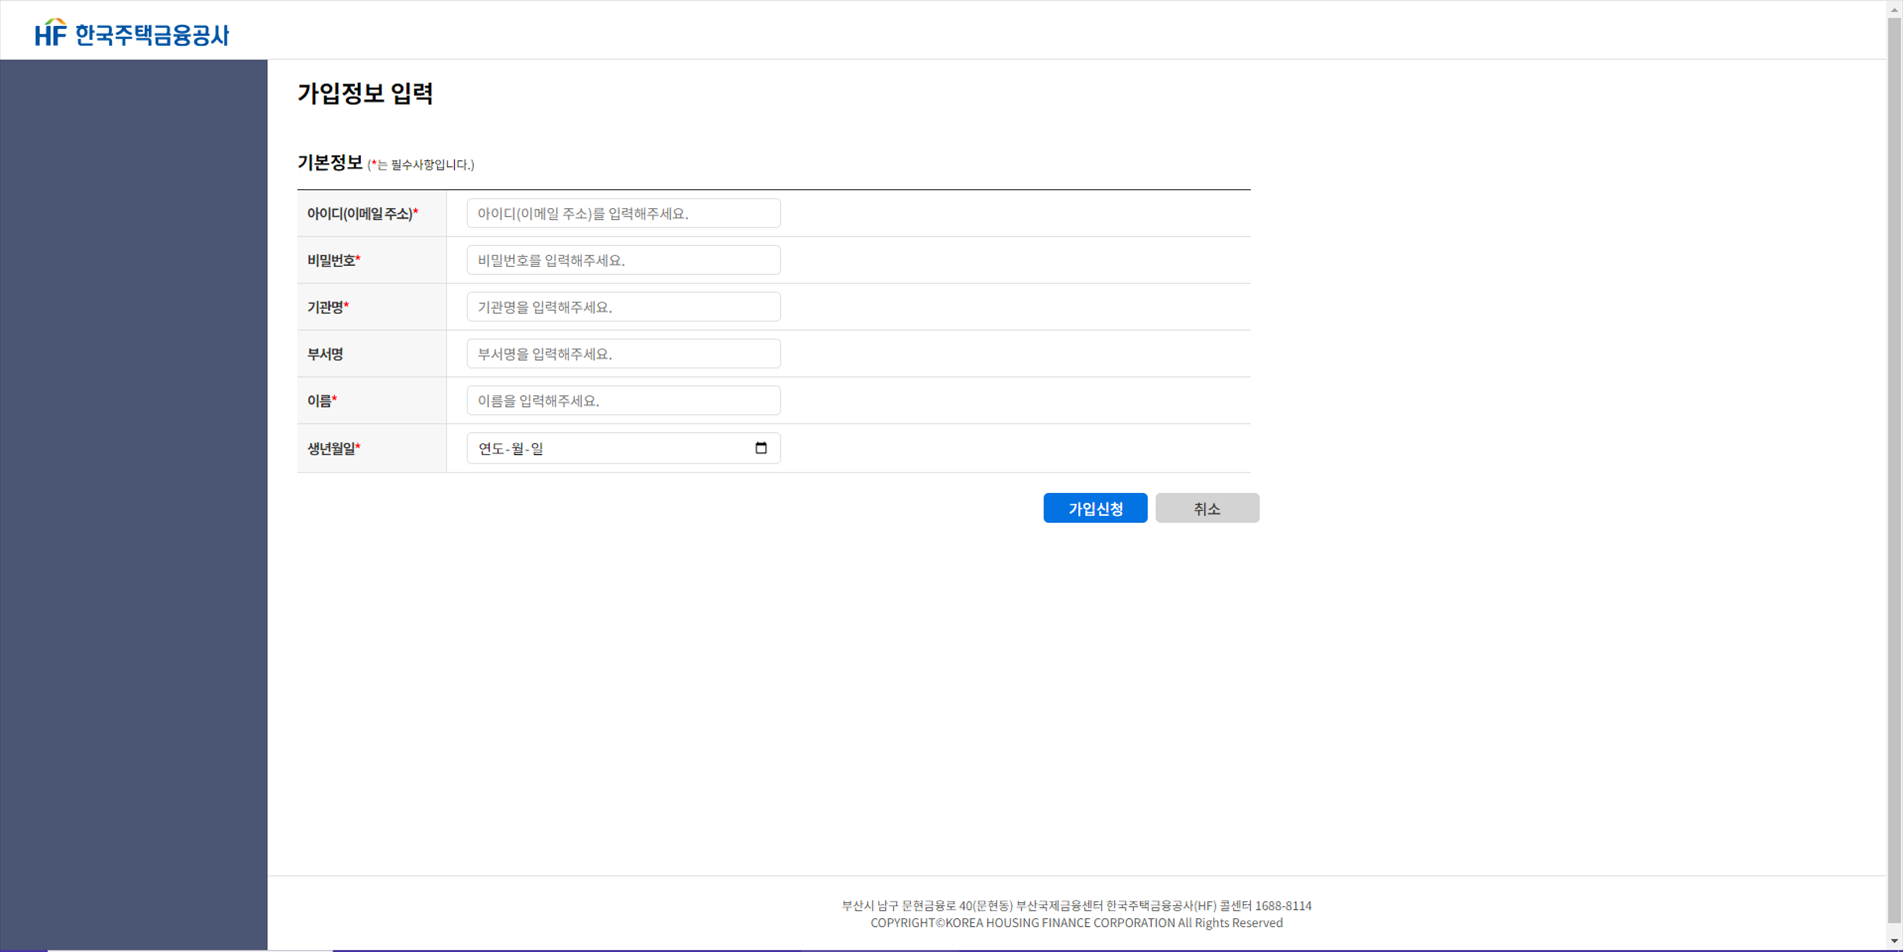 HF 한국주택금융공사
가입정보 입력
기본정보 (*는 필수사항입니다.)
아이디(이메일 주소)* 아이디(이메일 주소)를 입력해주세요.
비밀번호* 비밀번호를 입력해주세요.
기관명* 기관명을 입력해주세요.
부서명 부서명을 입력해주세요.
이름* 이름을 입력해주세요.
생년월일* 연도-월-일
가입신청 취소
부산시 남구 문현금융로 40(문현동) 부산국제금융센터 한국주택금융공사(HF) 콜센터 1688-8114
COPYRIGHT©KOREA HOUSING FINANCE CORPORATION All Rights Reserved